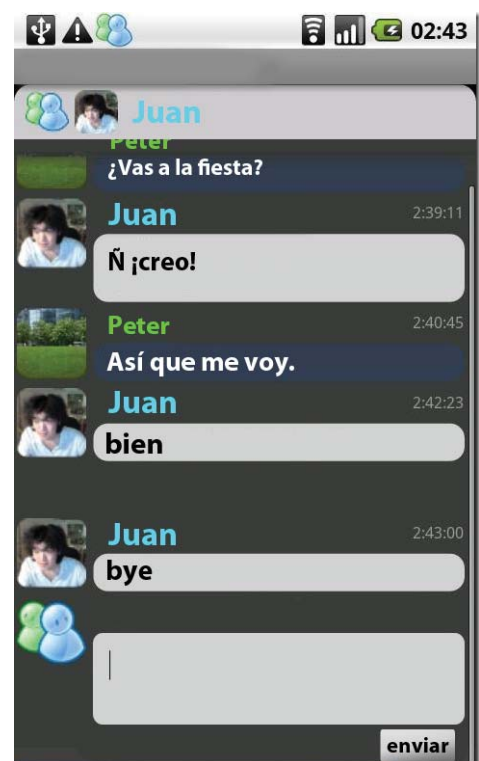 02:43
Juan
Peter
¿Vas a la fiesta?
Juan 2:39:11
Ñ ¡creo!
Peter 2:40:45
Así que me voy.
Juan 2:42:23
bien
Juan 2:43:00
bye
enviar